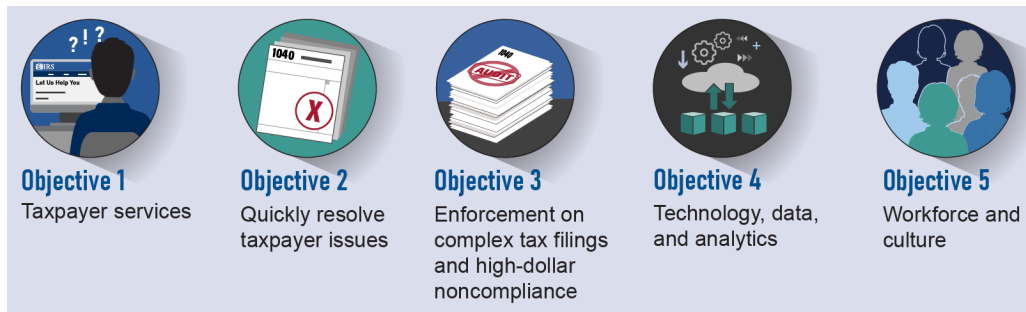 ?!?
IRS
Let Us Help You
1040
X
1040
AUDIT
Objective 1
Taxpayer services
Objective 2
Quickly resolve
taxpayer issues
Objective 3
Enforcement on
complex tax filings
and high-dollar
noncompliance
Objective 4
Technology, data,
and analytics
Objective 5
Workforce and
culture